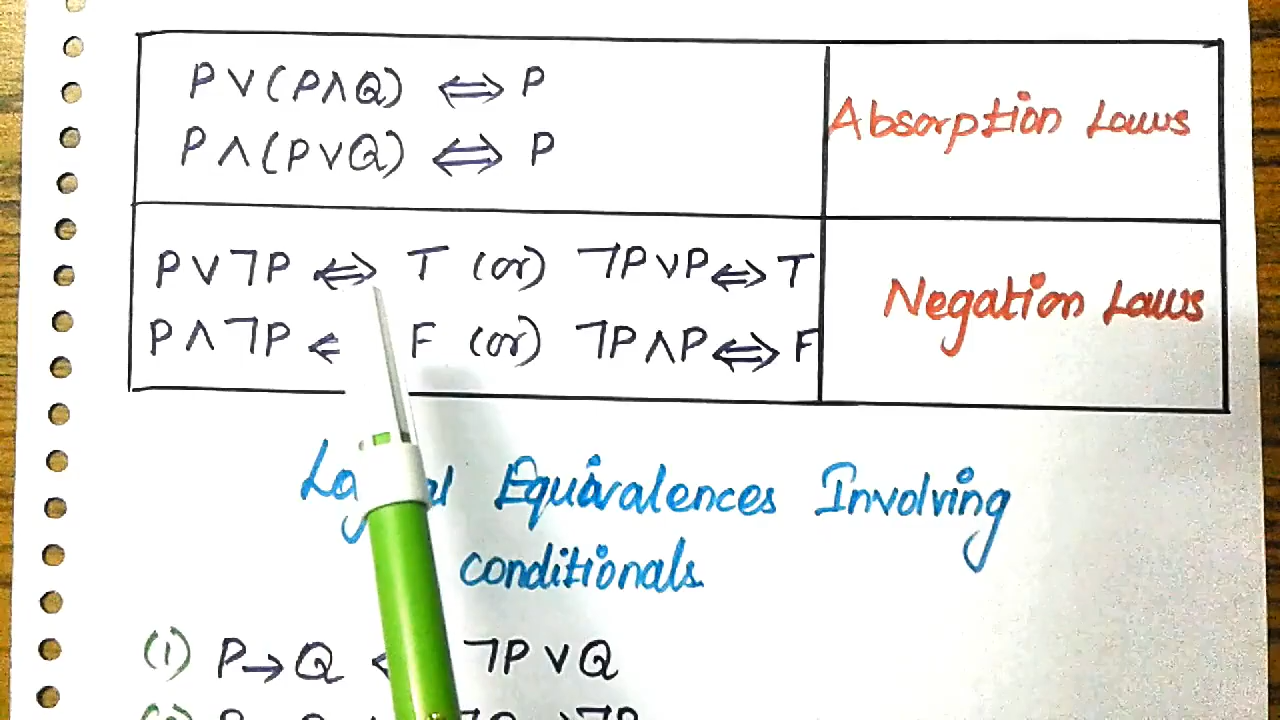 P ∨ (P ∧ Q) ⇔ P
P ∧ (P ∨ Q) ⇔ P
Absorption Laws
P ∨ ¬P ⇔ T (or) ¬P ∨ P ⇔ T
P ∧ ¬P ⇔ F (or) ¬P ∧ P ⇔ F
Negation Laws
Equivalences Involving
conditionals
(1) P → Q ¬P ∨ Q